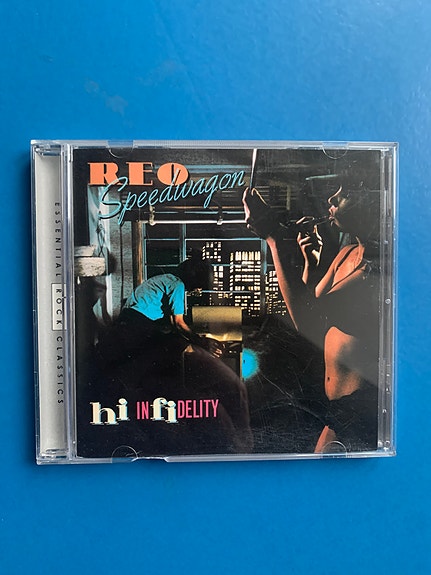 ESSENTIAL ROCK CLASSICS
REO
Speedwagon
hi INfiDELITY